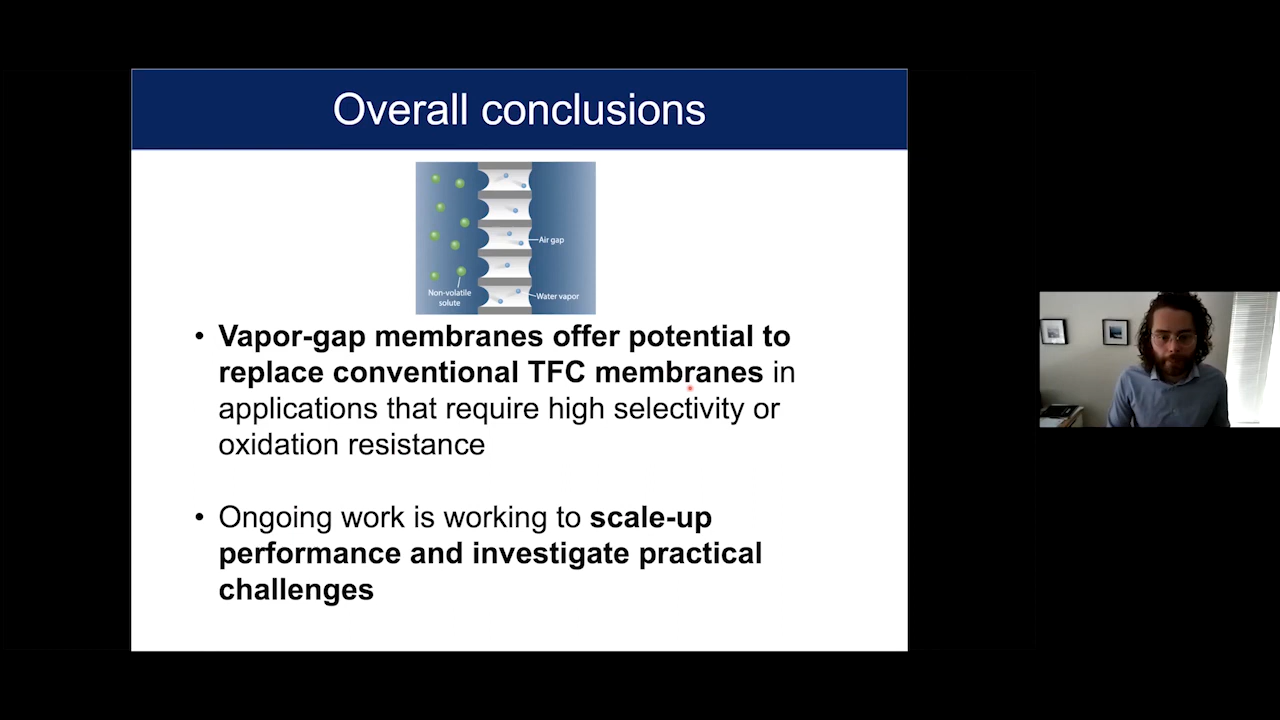 Overall conclusions
Air gap
Non-volatile
solute
Water vapor
• Vapor-gap membranes offer potential to
replace conventional TFC membranes in
applications that require high selectivity or
oxidation resistance
• Ongoing work is working to scale-up
performance and investigate practical
challenges